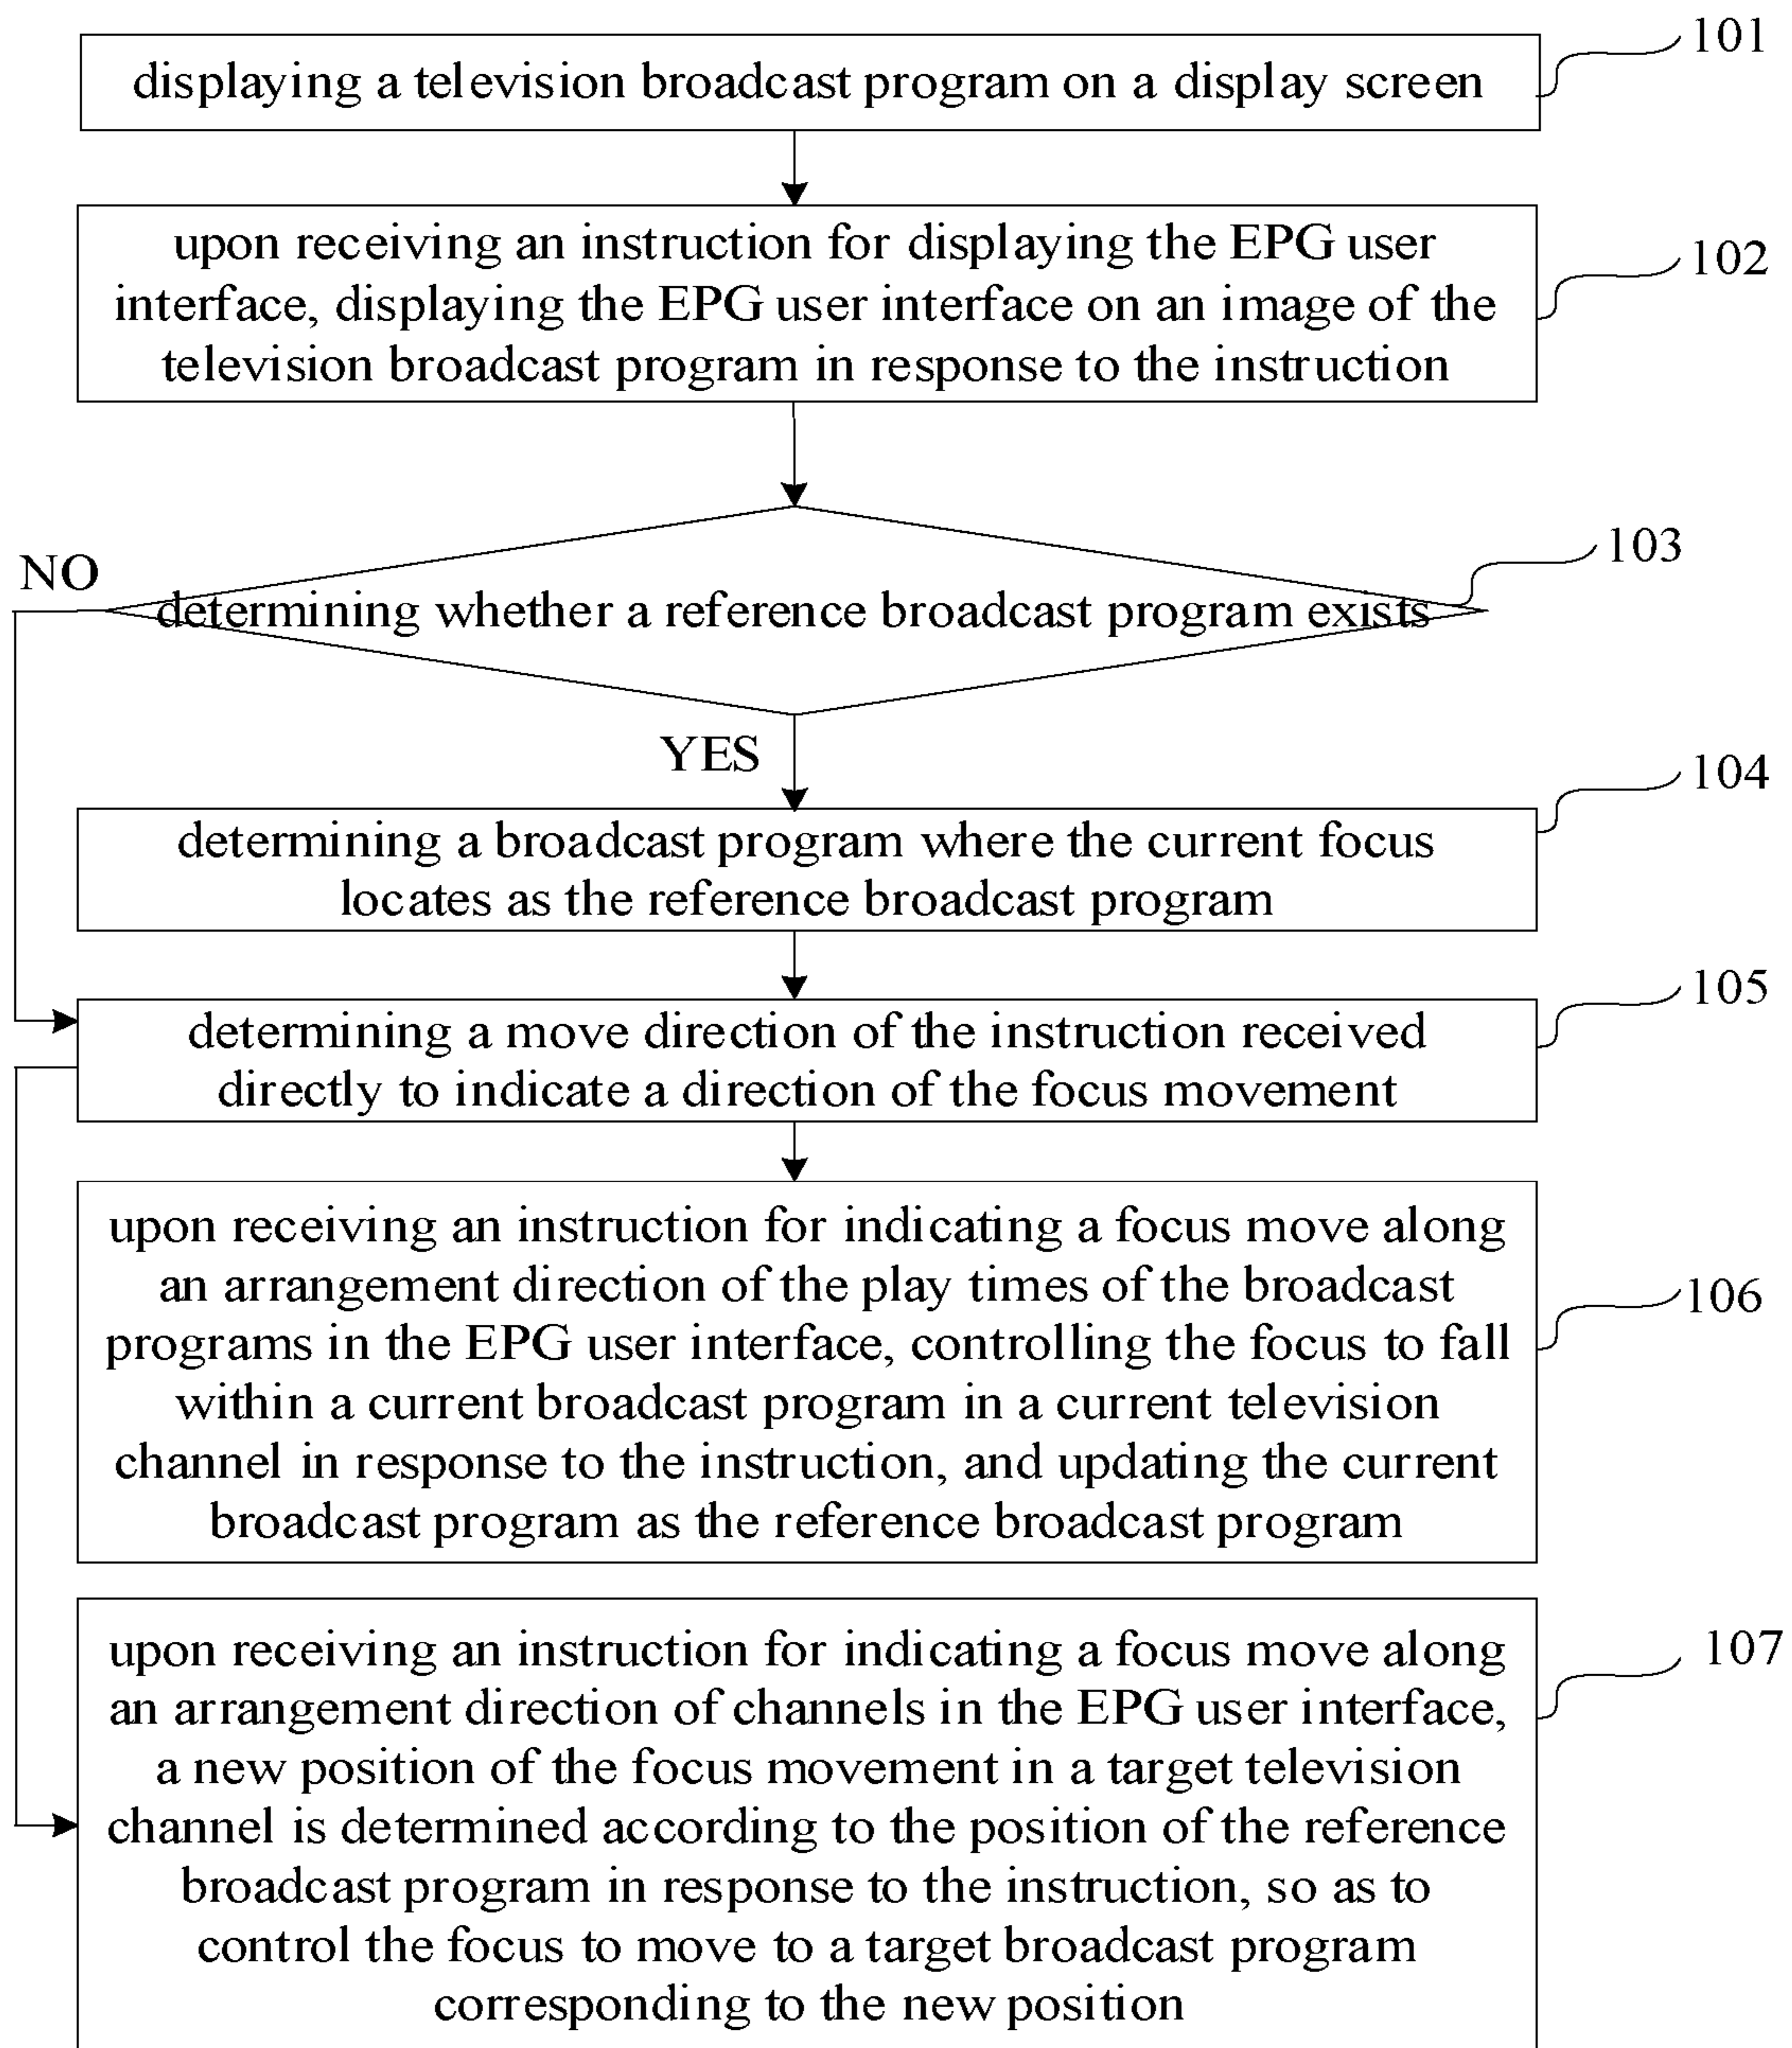 101
displaying a television broadcast program on a display screen
upon receiving an instruction for displaying the EPG user
interface, displaying the EPG user interface on an image of the
television broadcast program in response to the instruction
102
NO
determining whether a reference broadcast program exists
103
YES
104
determining a broadcast program where the current focus
locates as the reference broadcast program
105
determining a move direction of the instruction received
directly to indicate a direction of the focus movement
upon receiving an instruction for indicating a focus move along
an arrangement direction of the play times of the broadcast
programs in the EPG user interface, controlling the focus to fall
within a current broadcast program in a current television
channel in response to the instruction, and updating the current
broadcast program as the reference broadcast program
106
upon receiving an instruction for indicating a focus move along
an arrangement direction of channels in the EPG user interface,
a new position of the focus movement in a target television
channel is determined according to the position of the reference
broadcast program in response to the instruction, so as to
control the focus to move to a target broadcast program
corresponding to the new position
107